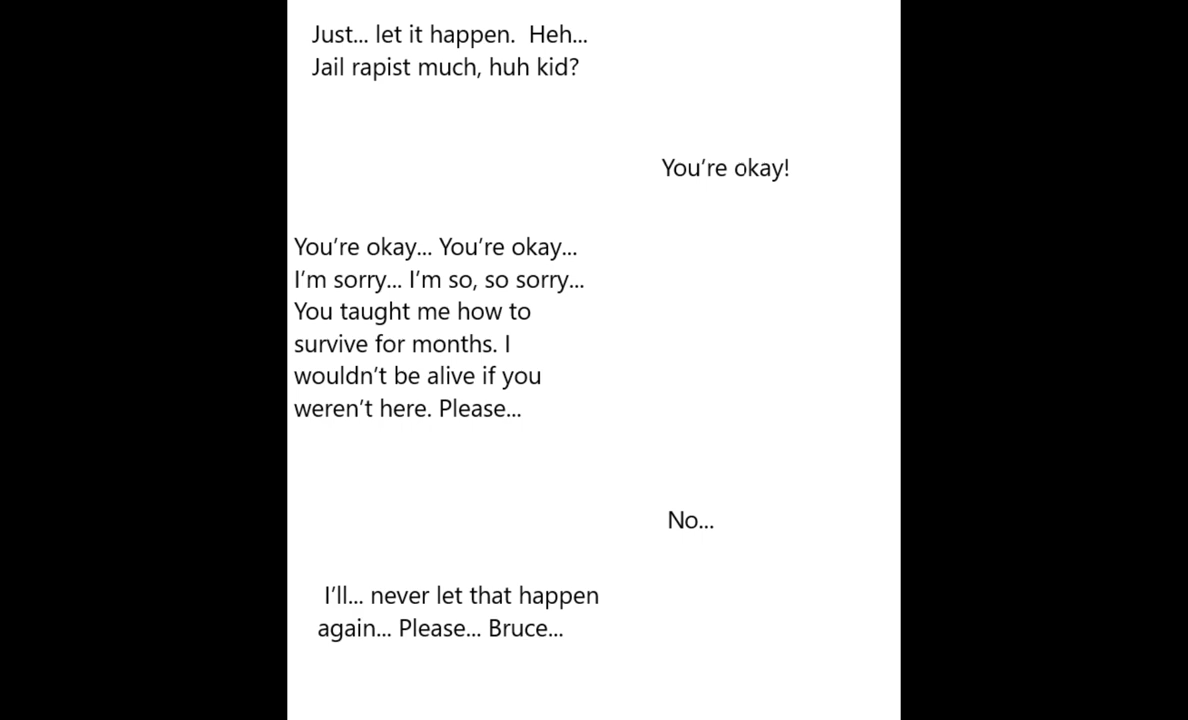 Just... let it happen.  Heh...
Jail rapist much, huh kid?
You’re okay!
You’re okay... You’re okay...
I’m sorry... I’m so, so sorry...
You taught me how to
survive for months. I
wouldn’t be alive if you
weren’t here. Please...
No...
I’ll... never let that happen
again... Please... Bruce...